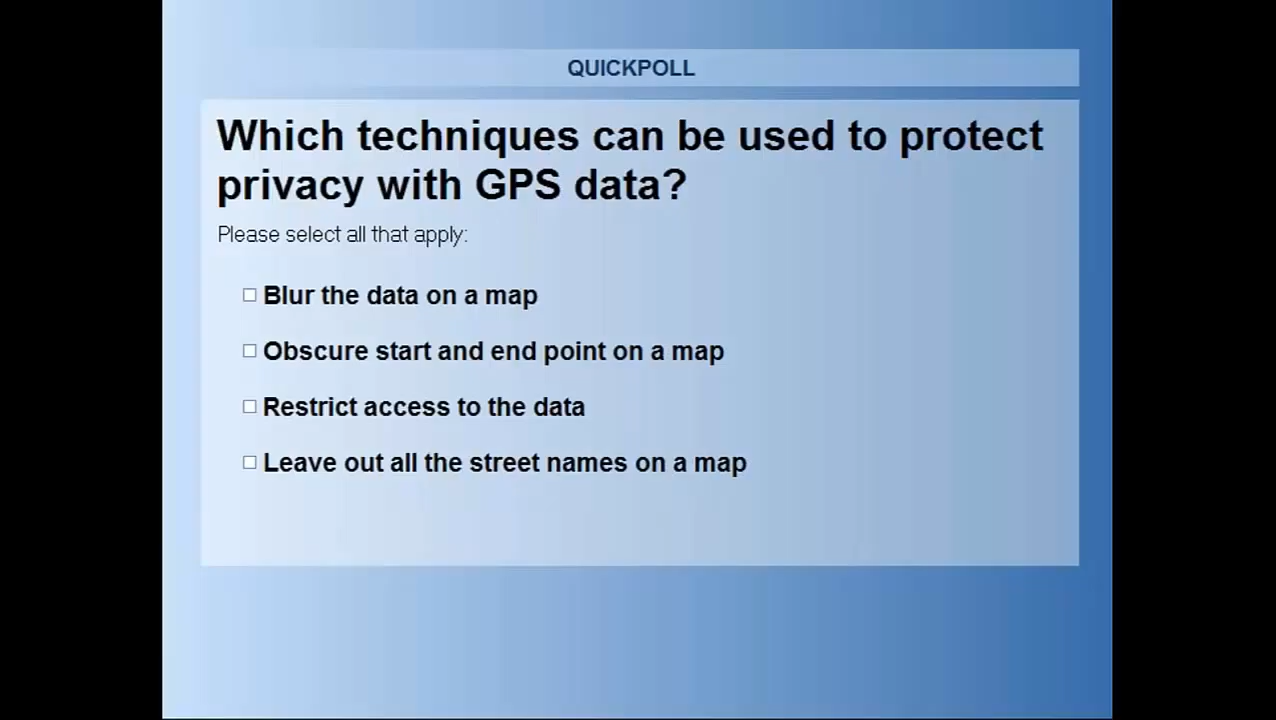 QUICKPOLL
Which techniques can be used to protect
privacy with GPS data?
Please select all that apply:
Blur the data on a map
Obscure start and end point on a map
Restrict access to the data
Leave out all the street names on a map